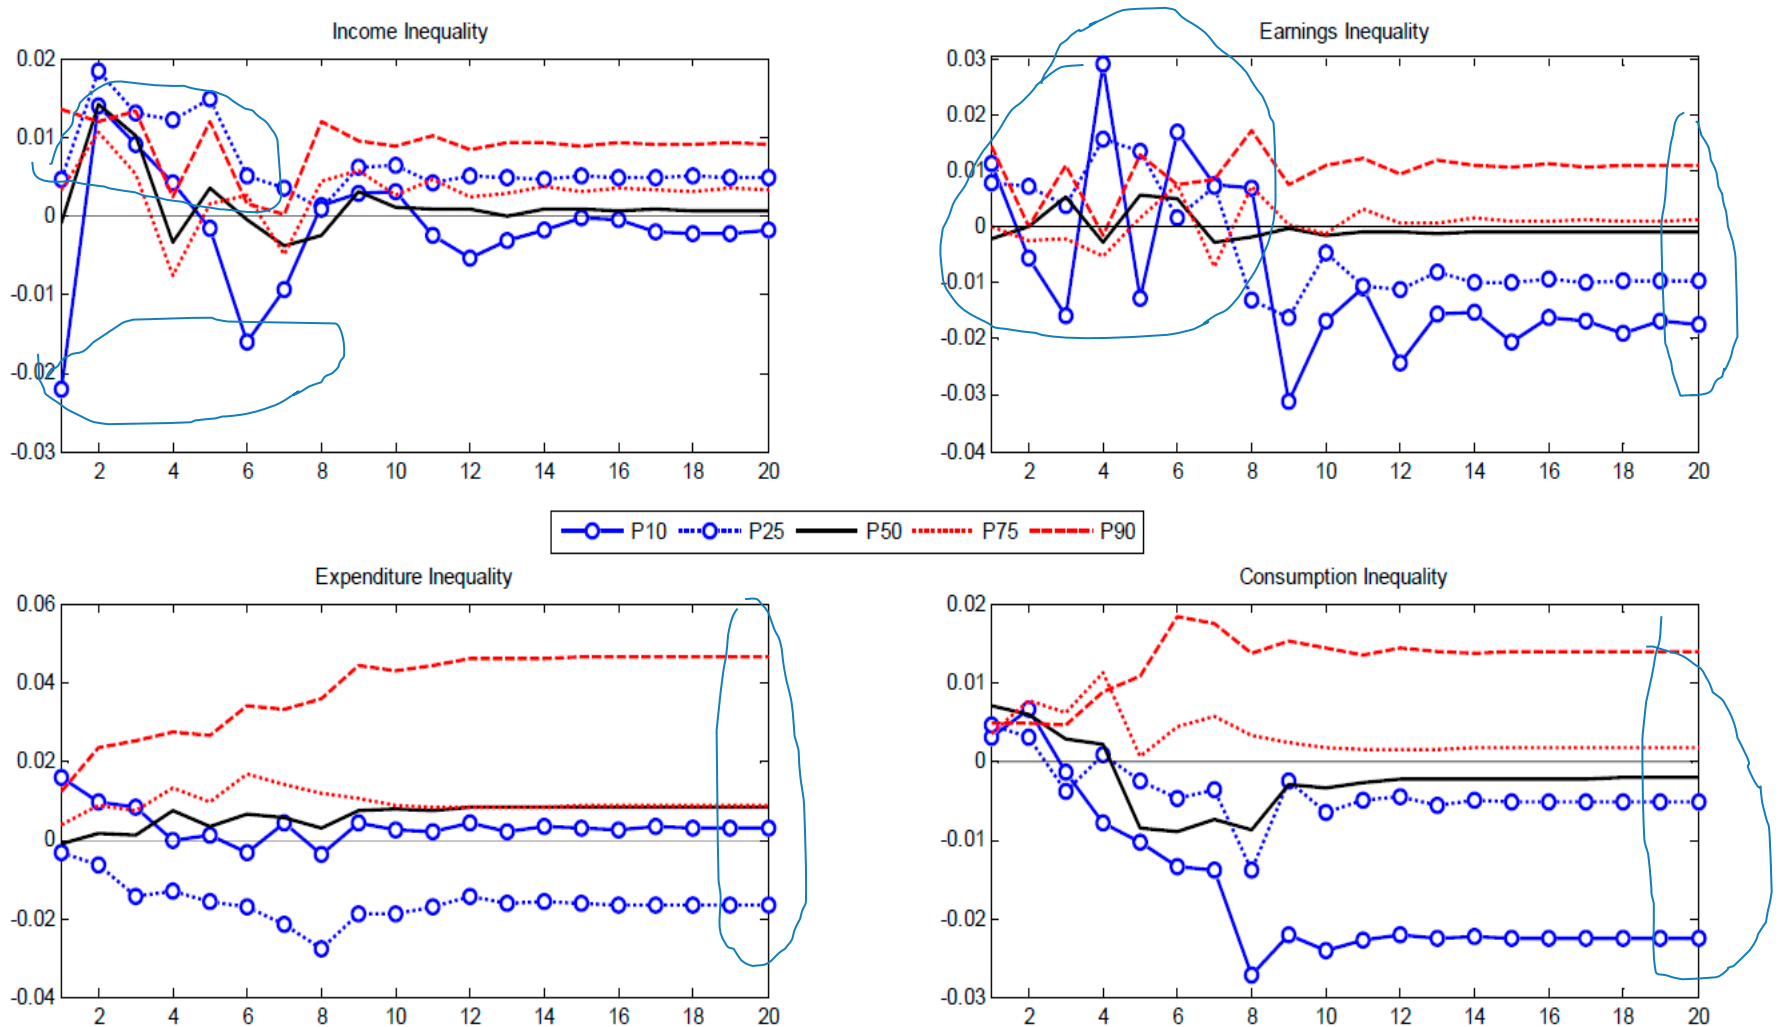 Income Inequality
0.02
0.01
0
-0.01
-0.02
-0.03
2 4 6 8 10 12 14 16 18 20
Earnings Inequality
0.03
0.02
0.01
0
-0.01
-0.02
-0.03
-0.04
2 4 6 8 10 12 14 16 18 20
P10 P25 P50 P75 P90
Expenditure Inequality
0.06
0.04
0.02
0
-0.02
-0.04
2 4 6 8 10 12 14 16 18 20
Consumption Inequality
0.02
0.01
0
-0.01
-0.02
-0.03
2 4 6 8 10 12 14 16 18 20